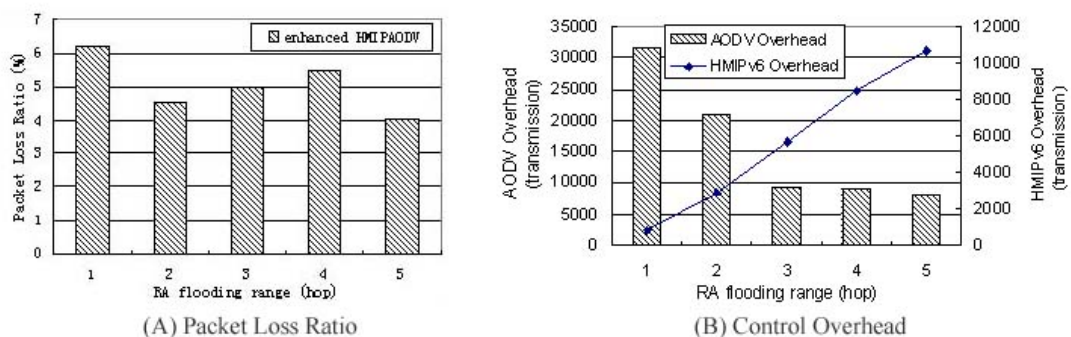 7
6
5
4
3
2
1
0
Packet Loss Ratio (%)
enhanced HMIPAODV
1 2 3 4 5
RA flooding range (hop)
(A) Packet Loss Ratio
35000
30000
25000
20000
15000
10000
5000
0
AODV Overhead
(transmission)
AODV Overhead
HMIPv6 Overhead
12000
10000
8000
6000
4000
2000
0
HMIPv6 Overhead
(transmission)
1 2 3 4 5
RA flooding range (hop)
(B) Control Overhead